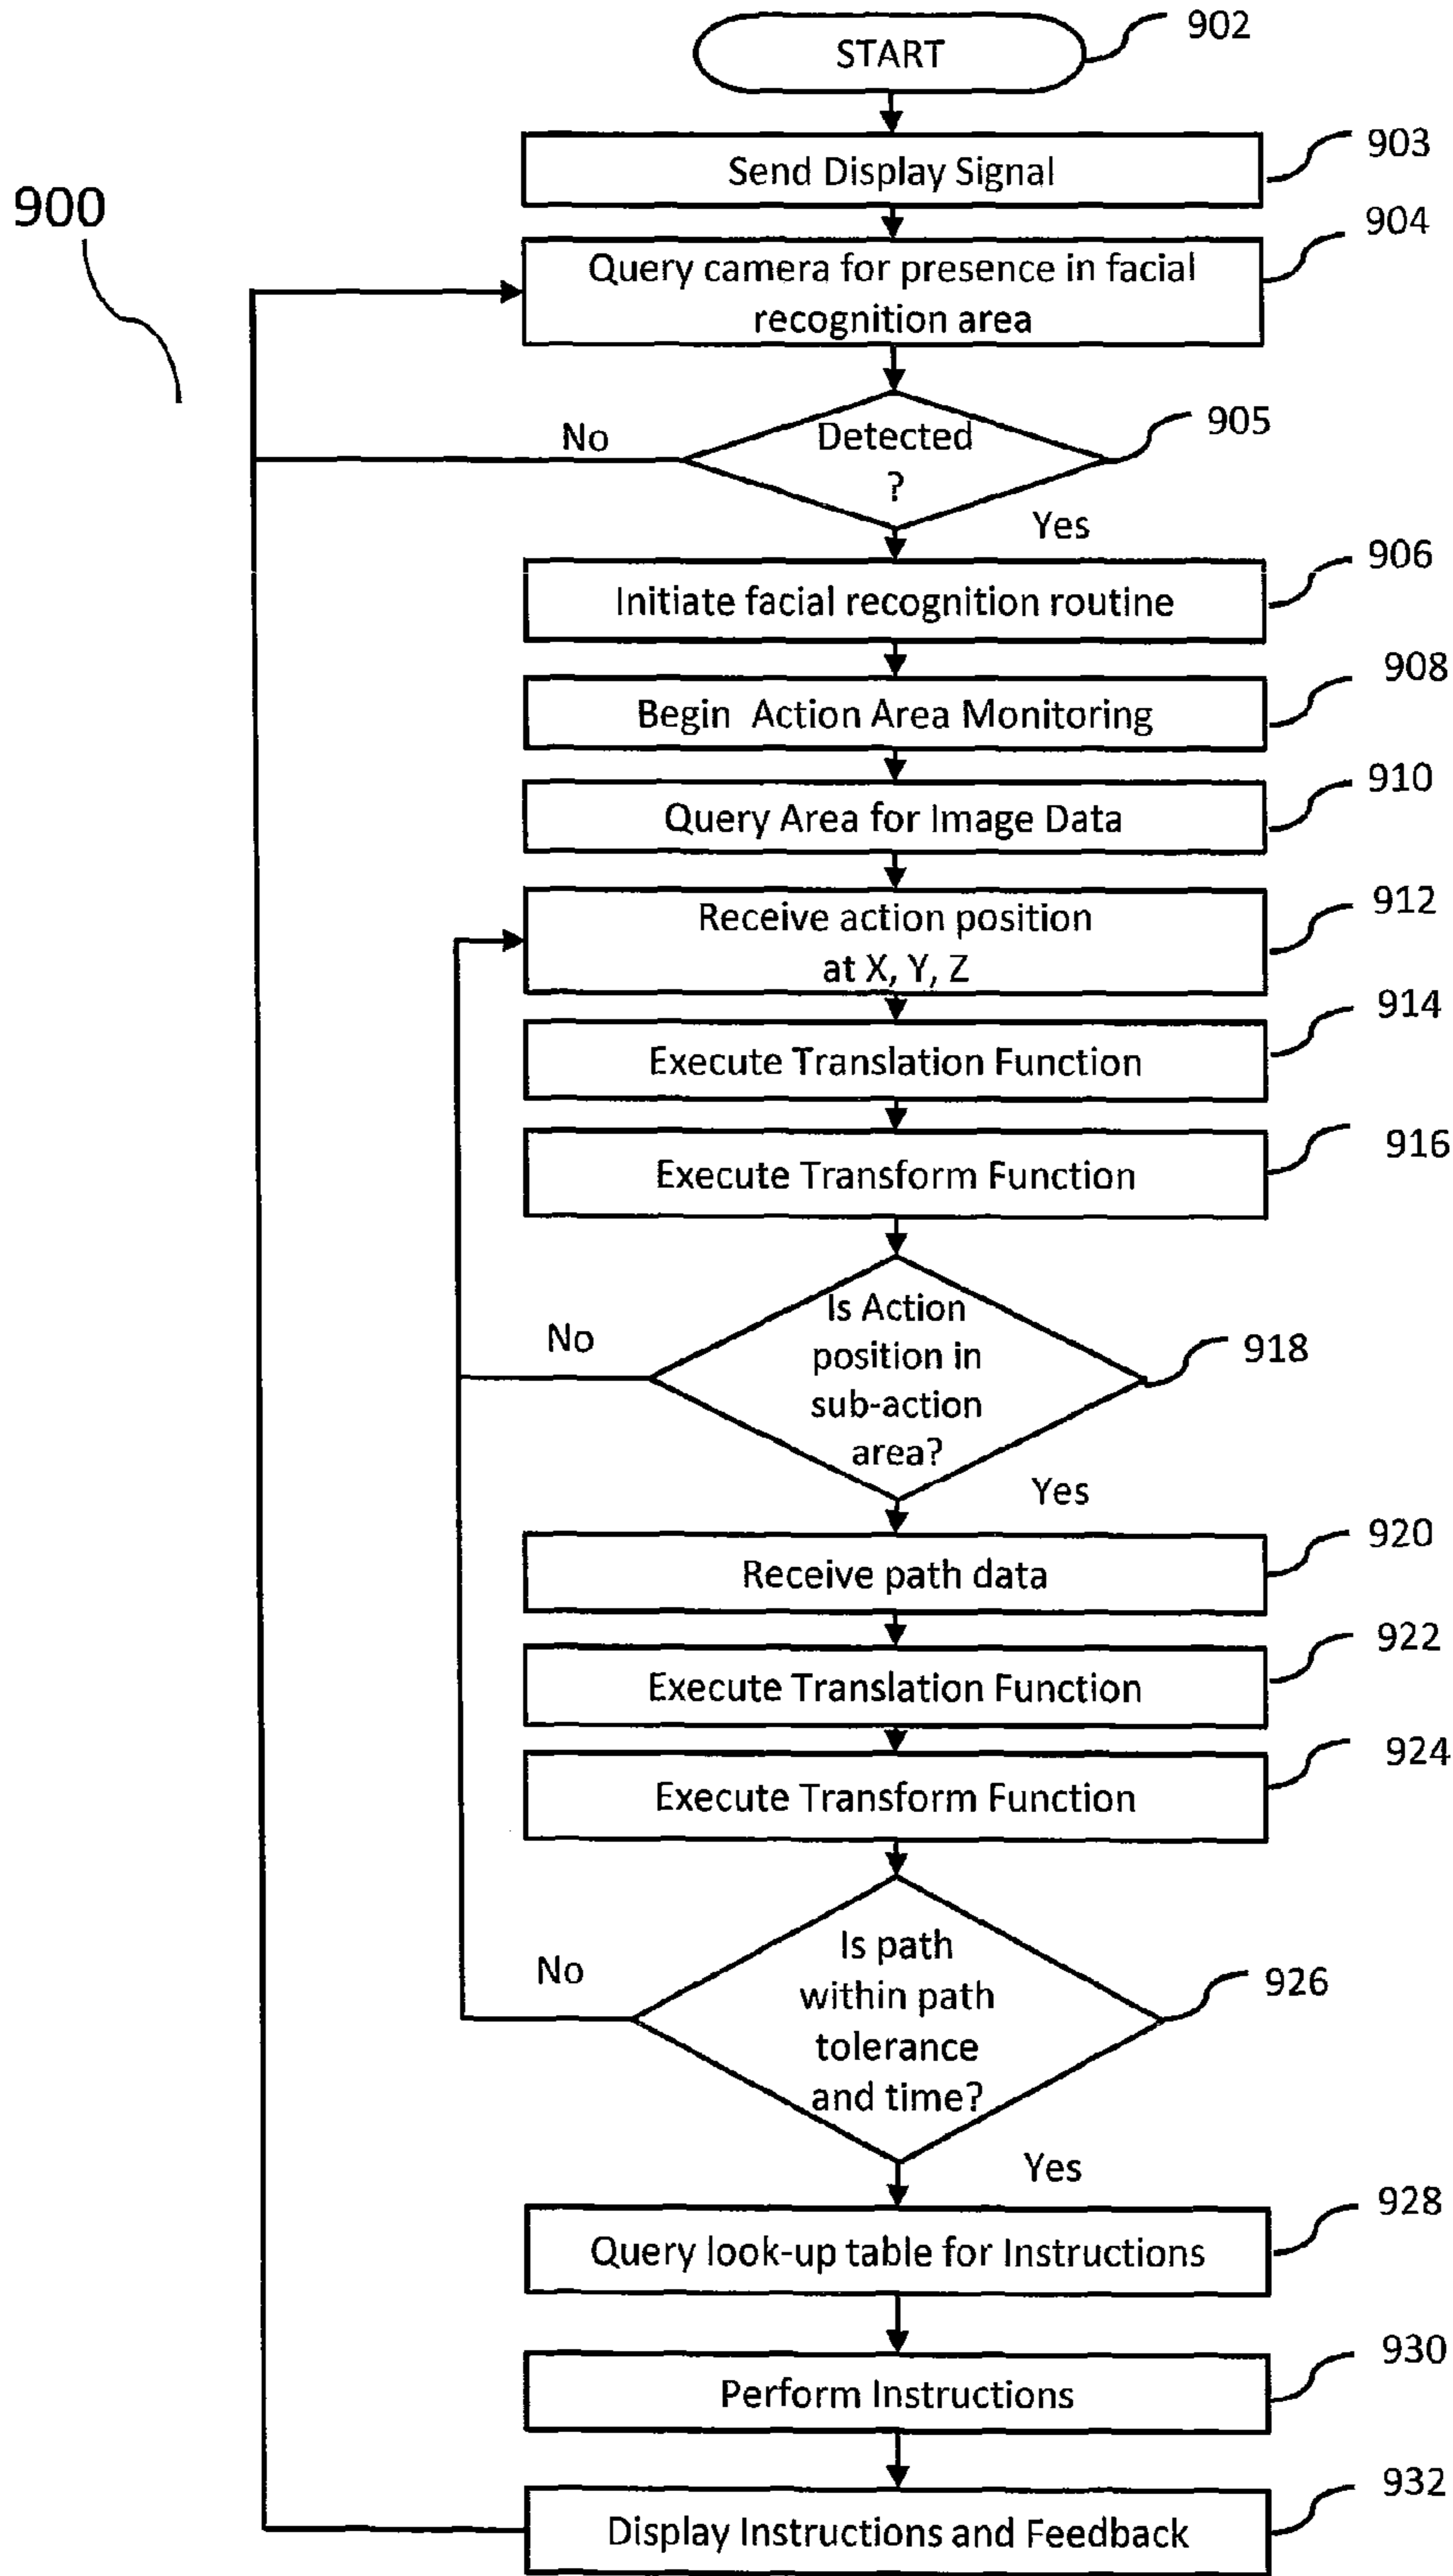 START
902
Send Display Signal
903
900
904
Query camera for presence in facial
recognition area
Detected
?
905
No
Yes
Initiate facial recognition routine
906
Begin Action Area Monitoring
908
Query Area for Image Data
910
Receive action position
at X, Y, Z
912
Execute Translation Function
914
Execute Transform Function
916
Is Action
position in
sub-action
area?
No
918
Yes
Receive path data
920
Execute Translation Function
922
Execute Transform Function
924
Is path
within path
tolerance
and time?
No
926
Yes
Query look-up table for Instructions
928
Perform Instructions
930
Display Instructions and Feedback
932